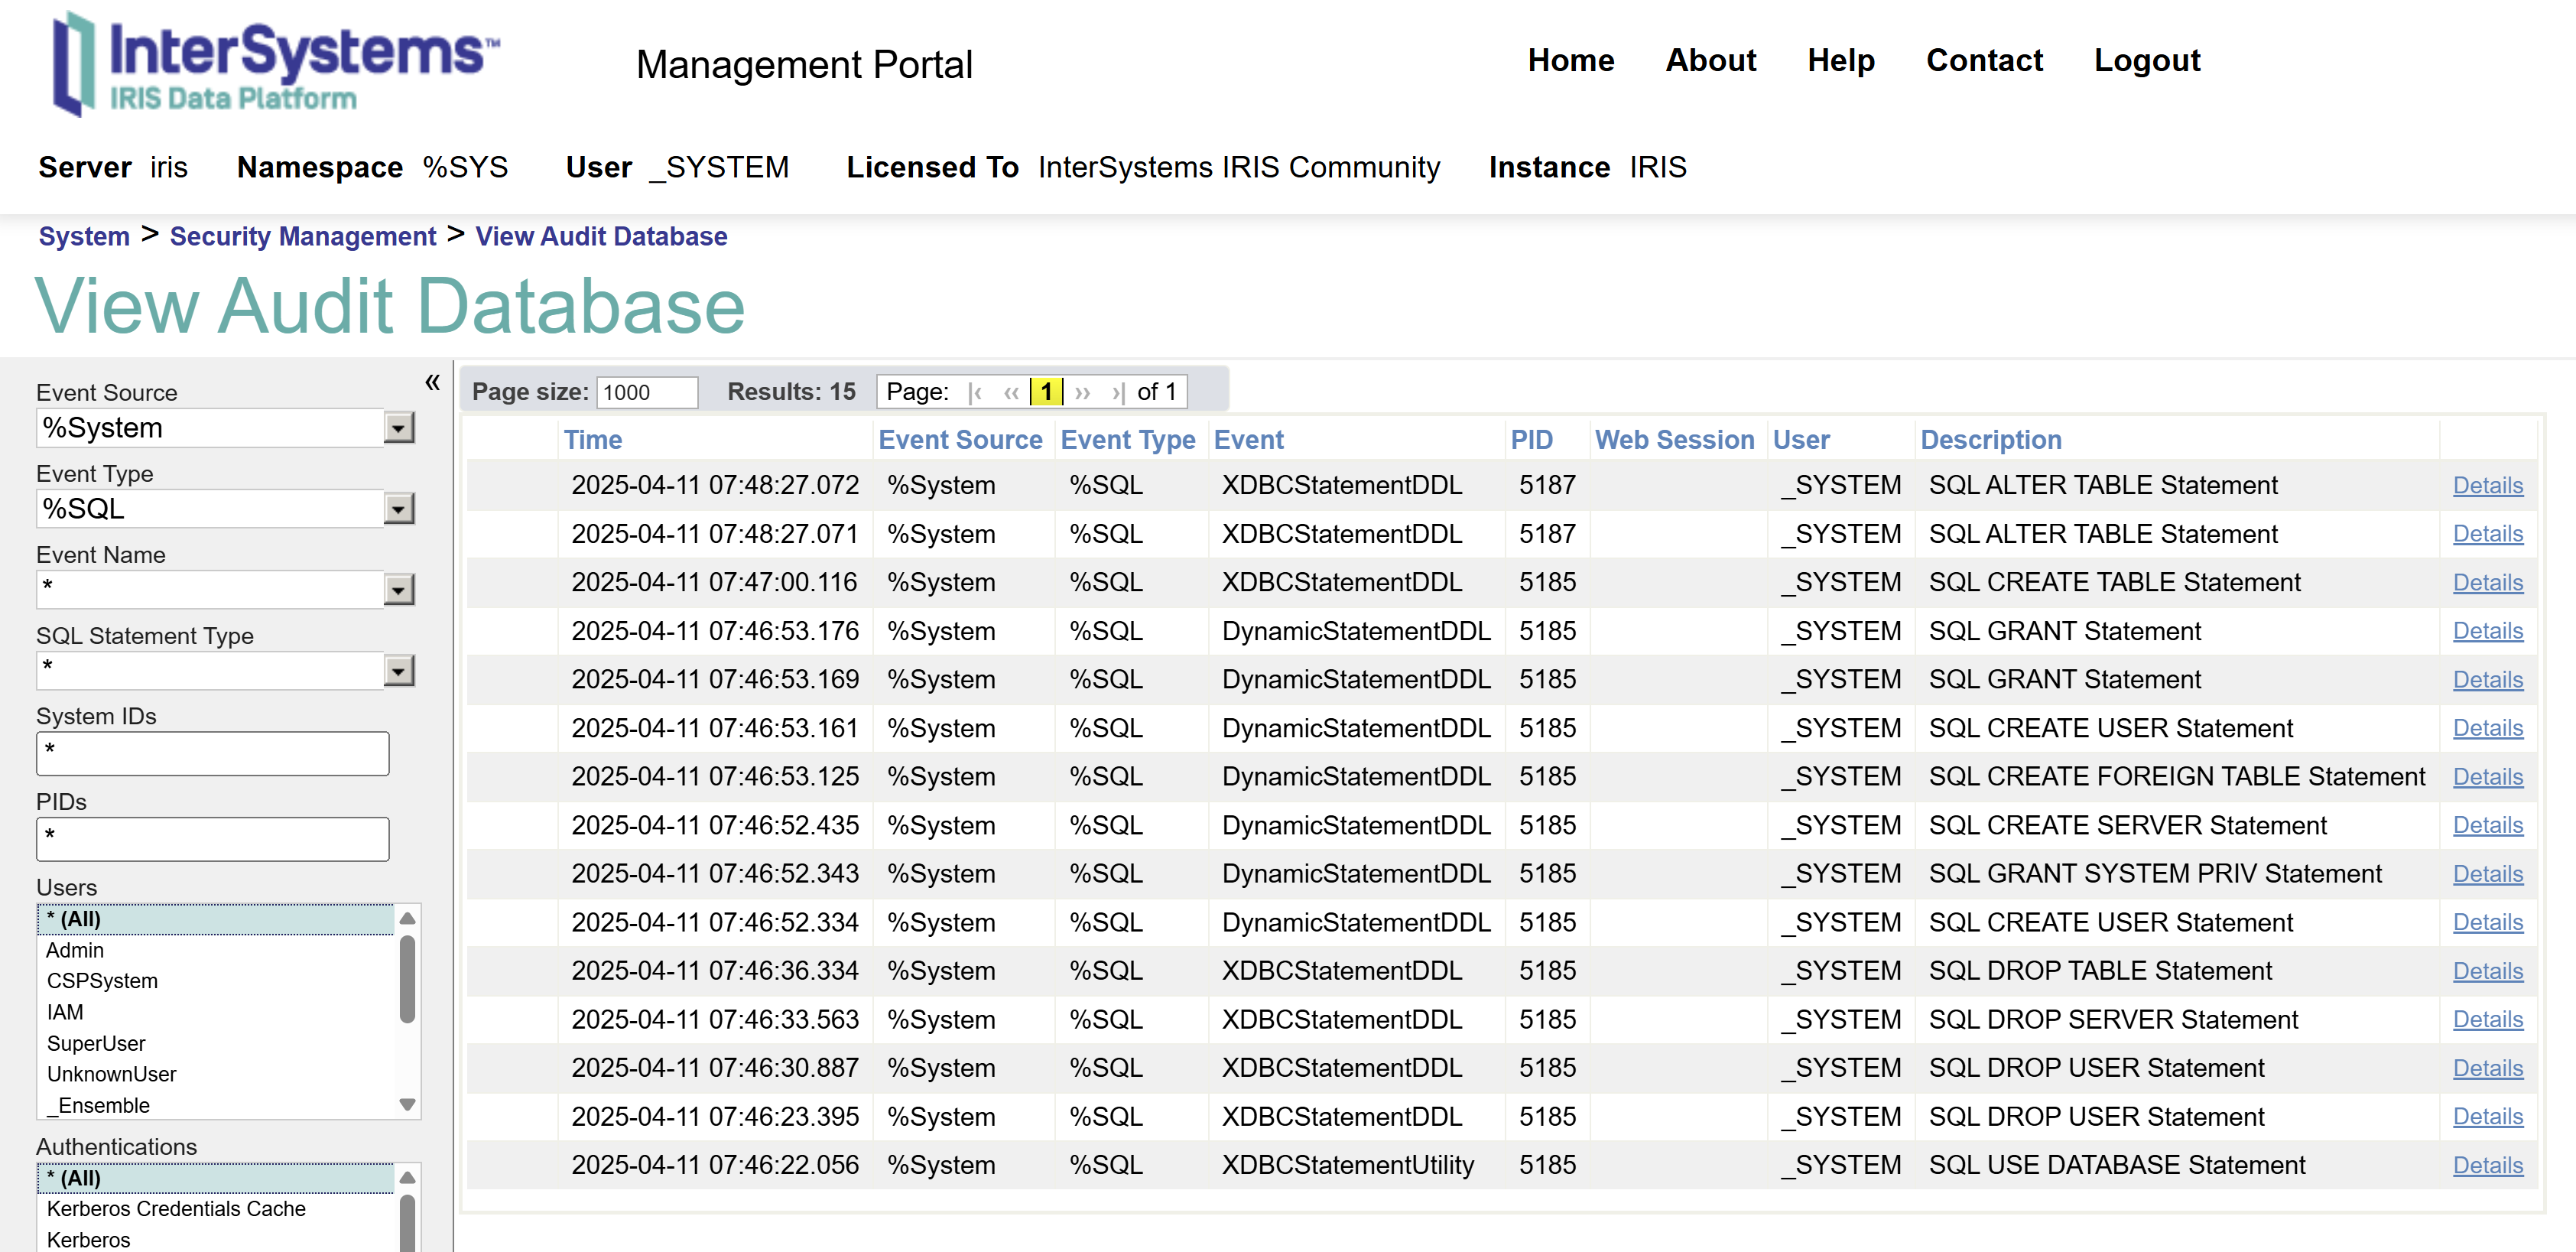 InterSystems™
IRIS Data Platform
Management Portal
Home About Help Contact Logout
Server iris Namespace %SYS User _SYSTEM Licensed To InterSystems IRIS Community Instance IRIS
System > Security Management > View Audit Database
View Audit Database
«
Event Source
%System
Event Type
%SQL
Event Name
*
SQL Statement Type
*
System IDs
*
PIDs
*
Users
* (All)
Admin
CSPSystem
IAM
SuperUser
UnknownUser
_Ensemble
Authentications
* (All)
Kerberos Credentials Cache
Kerberos
Page size: 1000 Results: 15 Page: |‹ ‹‹ 1 ›› ›| of 1
Time Event Source Event Type Event PID Web Session User Description
2025-04-11 07:48:27.072 %System %SQL XDBCStatementDDL 5187 _SYSTEM SQL ALTER TABLE Statement Details
2025-04-11 07:48:27.071 %System %SQL XDBCStatementDDL 5187 _SYSTEM SQL ALTER TABLE Statement Details
2025-04-11 07:47:00.116 %System %SQL XDBCStatementDDL 5185 _SYSTEM SQL CREATE TABLE Statement Details
2025-04-11 07:46:53.176 %System %SQL DynamicStatementDDL 5185 _SYSTEM SQL GRANT Statement Details
2025-04-11 07:46:53.169 %System %SQL DynamicStatementDDL 5185 _SYSTEM SQL GRANT Statement Details
2025-04-11 07:46:53.161 %System %SQL DynamicStatementDDL 5185 _SYSTEM SQL CREATE USER Statement Details
2025-04-11 07:46:53.125 %System %SQL DynamicStatementDDL 5185 _SYSTEM SQL CREATE FOREIGN TABLE Statement Details
2025-04-11 07:46:52.435 %System %SQL DynamicStatementDDL 5185 _SYSTEM SQL CREATE SERVER Statement Details
2025-04-11 07:46:52.343 %System %SQL DynamicStatementDDL 5185 _SYSTEM SQL GRANT SYSTEM PRIV Statement Details
2025-04-11 07:46:52.334 %System %SQL DynamicStatementDDL 5185 _SYSTEM SQL CREATE USER Statement Details
2025-04-11 07:46:36.334 %System %SQL XDBCStatementDDL 5185 _SYSTEM SQL DROP TABLE Statement Details
2025-04-11 07:46:33.563 %System %SQL XDBCStatementDDL 5185 _SYSTEM SQL DROP SERVER Statement Details
2025-04-11 07:46:30.887 %System %SQL XDBCStatementDDL 5185 _SYSTEM SQL DROP USER Statement Details
2025-04-11 07:46:23.395 %System %SQL XDBCStatementDDL 5185 _SYSTEM SQL DROP USER Statement Details
2025-04-11 07:46:22.056 %System %SQL XDBCStatementUtility 5185 _SYSTEM SQL USE DATABASE Statement Details